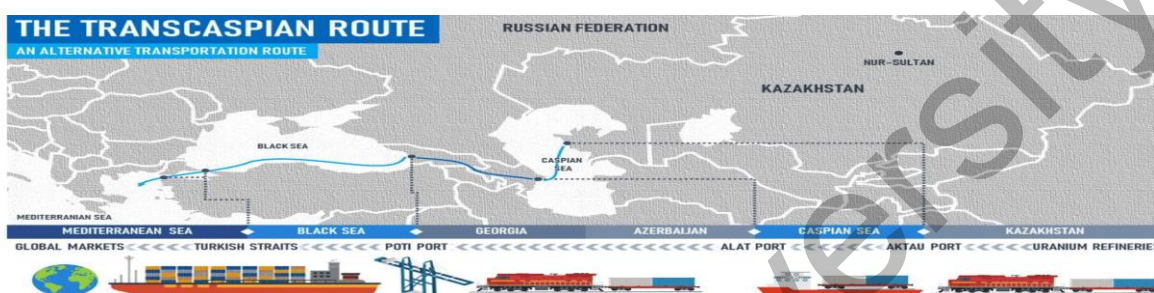 THE TRANSCASPIAN ROUTE
AN ALTERNATIVE TRANSPORTATION ROUTE
RUSSIAN FEDERATION
NUR-SULTAN
KAZAKHSTAN
BLACK SEA
CASPIAN SEA
MEDITERRANIAN SEA
MEDITERRANEAN SEA BLACK SEA GEORGIA AZERBAIJAN CASPIAN SEA KAZAKHSTAN
GLOBAL MARKETS <<<<< TURKISH STRAITS <<<<< POTI PORT <<<<<<<<<<<<<<<<<<<< ALAT PORT <<<<< AKTAU PORT <<<<< URANIUM REFINERIES
ersity